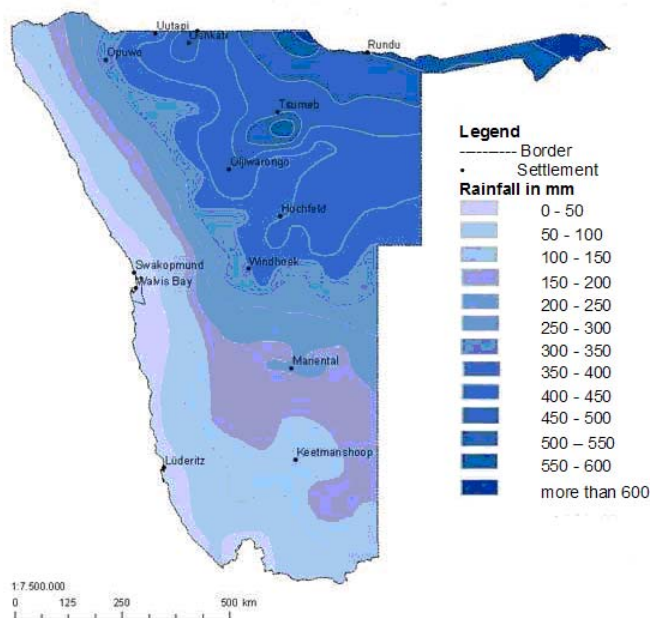 Uutapi
Oshkati
Opuwo
Rundu
Tsumeb
Otjiwarongo
Hochfeld
Swakopmund
Windhoek
Walvis Bay
Mariental
Lüderitz
Keetmanshoop
Legend
---------- Border
• Settlement
Rainfall in mm
0 - 50
50 - 100
100 - 150
150 - 200
200 - 250
250 - 300
300 - 350
350 - 400
400 - 450
450 - 500
500 – 550
550 - 600
more than 600
1:7.500.000
0 125 250 500 km